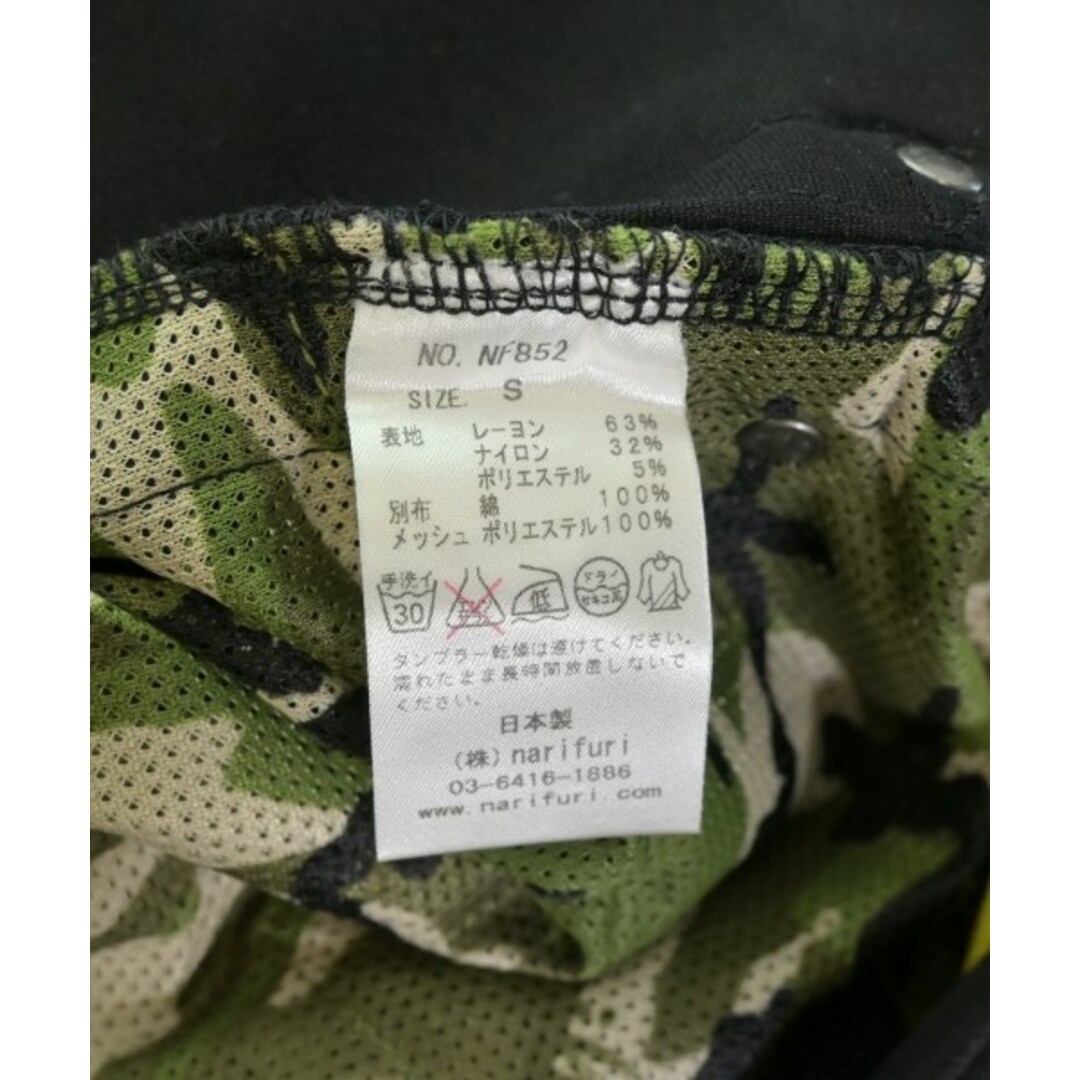 NO. NF852
SIZE. S
表地 レーヨン 63%
ナイロン 32%
ポリエステル 5%
別布 綿 100%
メッシュ ポリエステル100%
手洗イ 30 エンソ 低 ドライ セキユ系
タンブラー乾燥は避けてください。
濡れたまま長時間放置しないで
ください。
日本製
(株)narifuri
03-6416-1886
www.narifuri.com